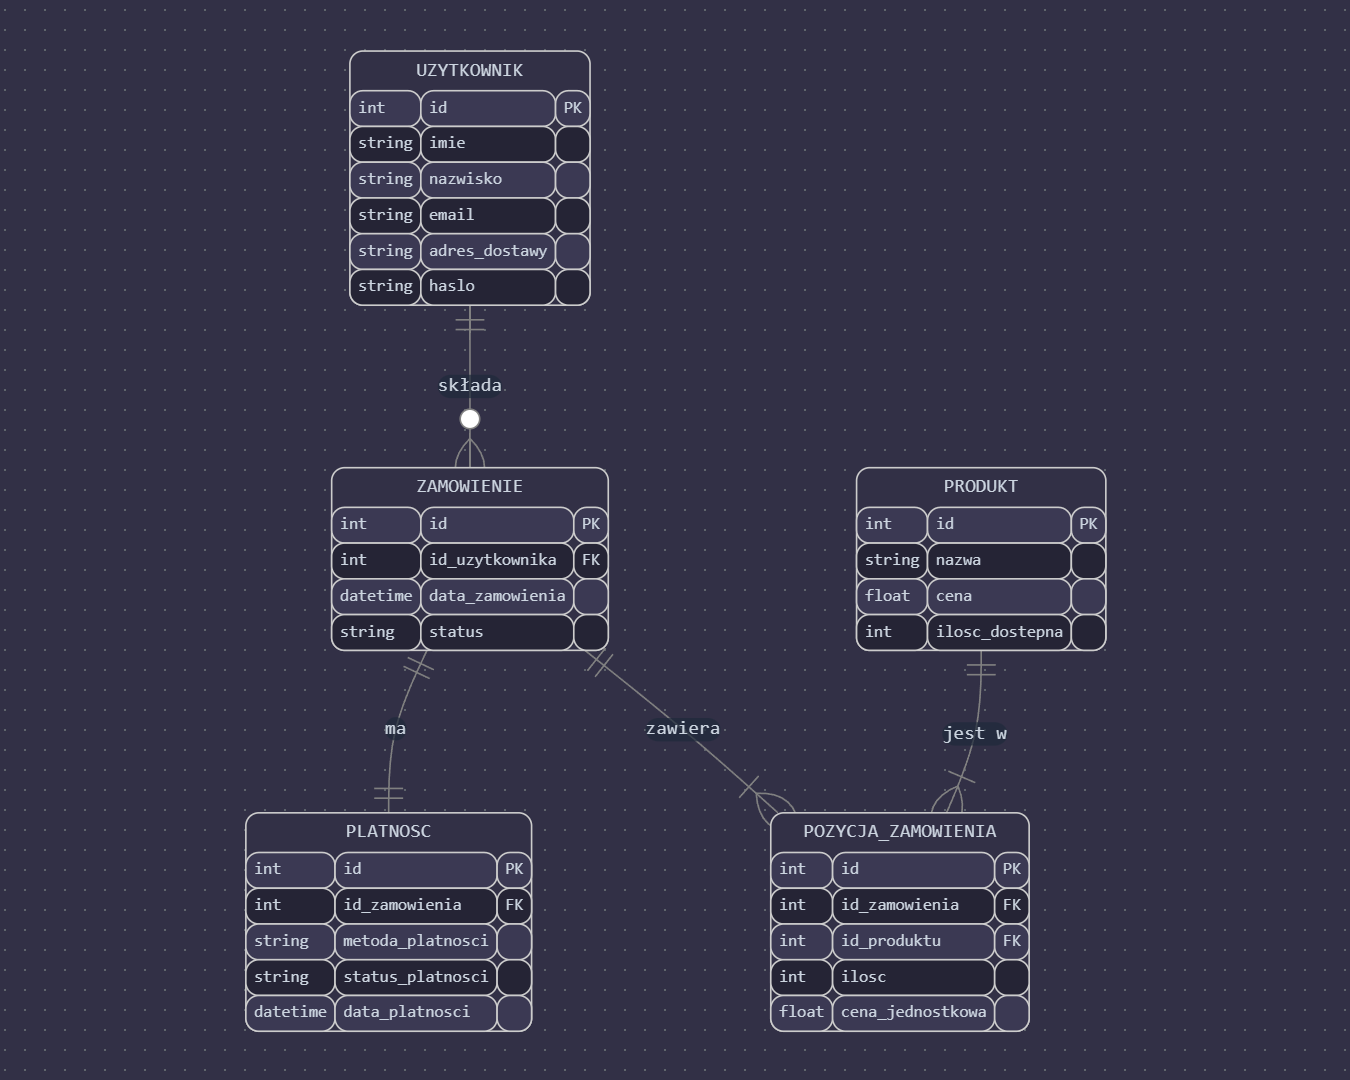 UZYTKOWNIK
int id PK
string imie
string nazwisko
string email
string adres_dostawy
string haslo
składa
ZAMOWIENIE
int id PK
int id_uzytkownika FK
datetime data_zamowienia
string status
PRODUKT
int id PK
string nazwa
float cena
int ilosc_dostepna
ma
zawiera
jest w
PLATNOSC
int id PK
int id_zamowienia FK
string metoda_platnosci
string status_platnosci
datetime data_platnosci
POZYCJA_ZAMOWIENIA
int id PK
int id_zamowienia FK
int id_produktu FK
int ilosc
float cena_jednostkowa